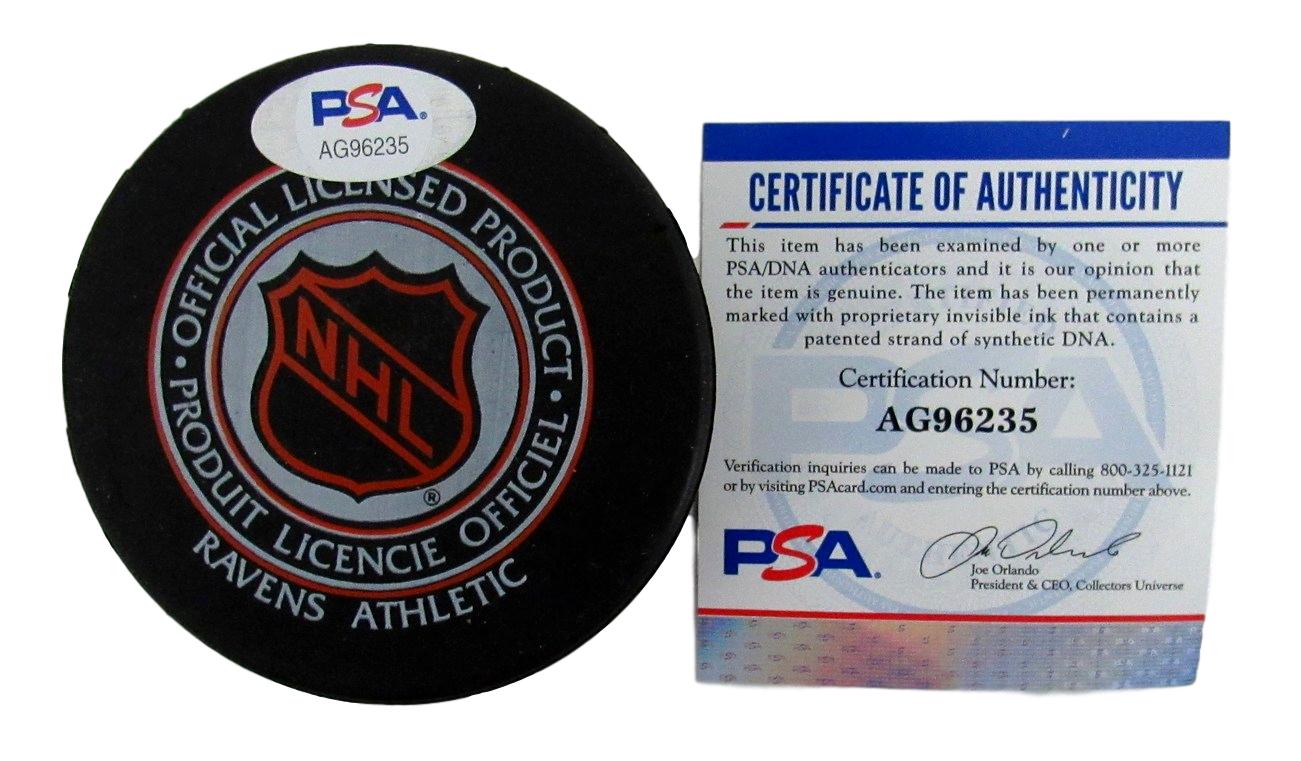 PSA®
AG96235
OFFICIAL LICENSED PRODUCT •
NHL
®
PRODUIT LICENCIE OFFICIEL •
RAVENS ATHLETIC
CERTIFICATE OF AUTHENTICITY
This item has been examined by one or more
PSA/DNA authenticators and it is our opinion that
the item is genuine. The item has been permanently
marked with proprietary invisible ink that contains a
patented strand of synthetic DNA.
Certification Number:
AG96235
Verification inquiries can be made to PSA by calling 800-325-1121
or by visiting PSAcard.com and entering the certification number above.
PSA®
Joe Orlando
President & CEO, Collectors Universe